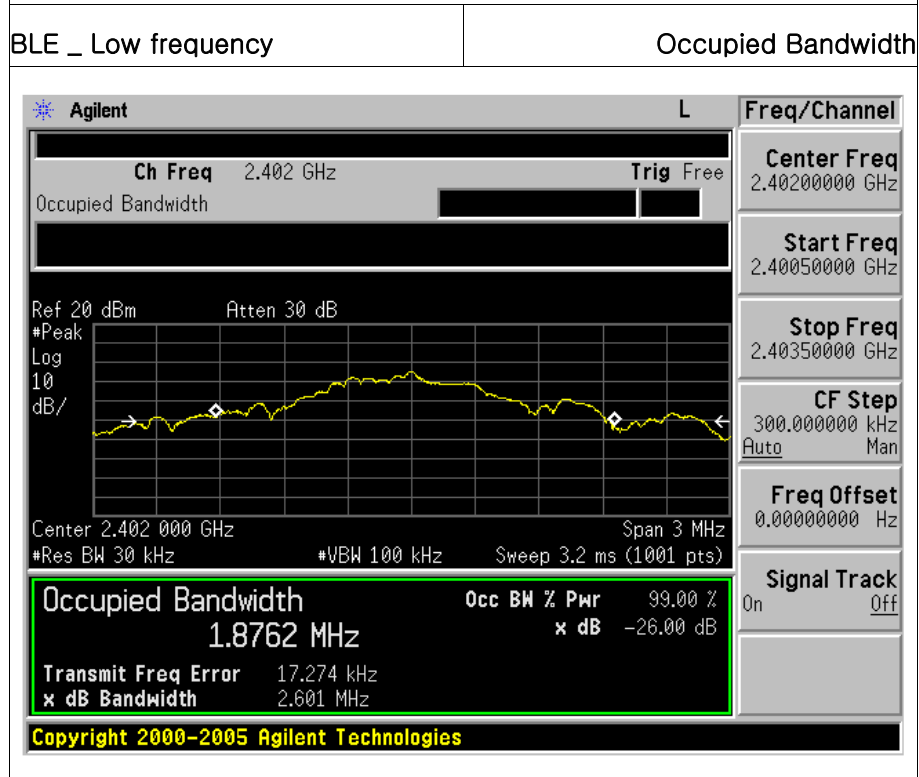 BLE _ Low frequency
Occupied Bandwidth
Agilent
L
Freq/Channel
Ch Freq 2.402 GHz
Trig Free
Occupied Bandwidth
Center Freq
2.40200000 GHz
Start Freq
2.40050000 GHz
Stop Freq
2.40350000 GHz
CF Step
300.000000 kHz
Auto Man
Freq Offset
0.00000000 Hz
Signal Track
On Off
Ref 20 dBm
Atten 30 dB
#Peak
Log
10
dB/
Center 2.402 000 GHz
Span 3 MHz
#Res BW 30 kHz
#VBW 100 kHz
Sweep 3.2 ms (1001 pts)
Occupied Bandwidth
1.8762 MHz
Occ BW % Pwr 99.00 %
x dB -26.00 dB
Transmit Freq Error 17.274 kHz
x dB Bandwidth 2.601 MHz
Copyright 2000-2005 Agilent Technologies